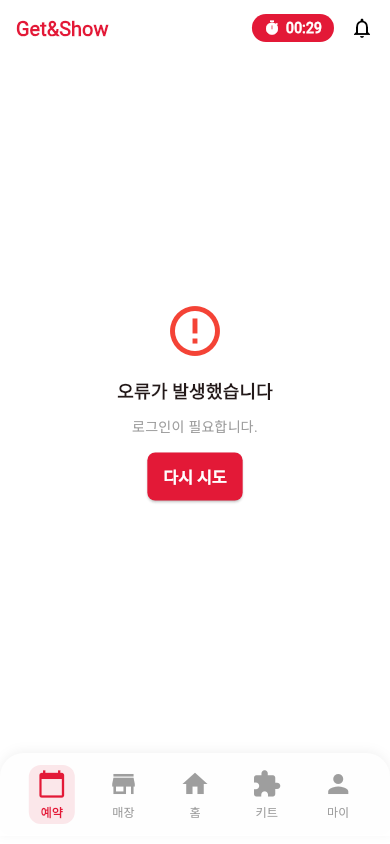 Get&Show
00:29
오류가 발생했습니다
로그인이 필요합니다.
다시 시도
예약
매장
홈
키트
마이